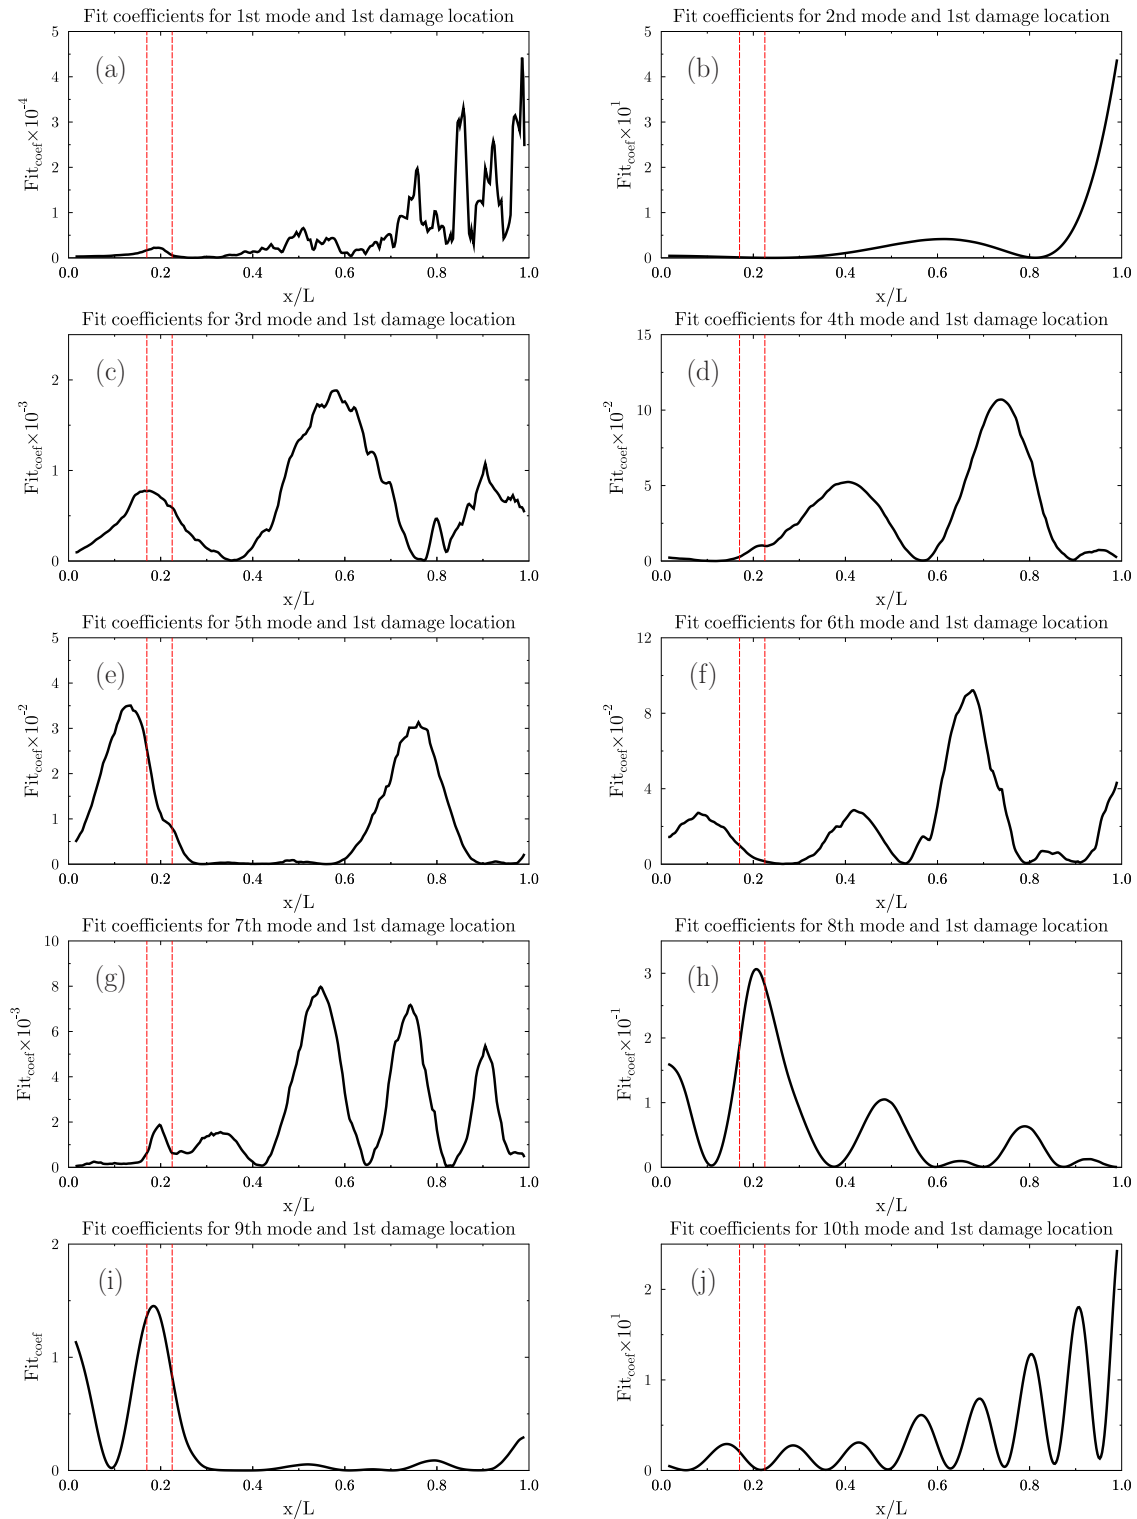 Fit coefficients for 1st mode and 1st damage location
(a)
Fit_coef×10^-4
0 1 2 3 4 5
0.0 0.2 0.4 0.6 0.8 1.0
x/L
Fit coefficients for 2nd mode and 1st damage location
(b)
Fit_coef×10^1
0 1 2 3 4 5
0.0 0.2 0.4 0.6 0.8 1.0
x/L
Fit coefficients for 3rd mode and 1st damage location
(c)
Fit_coef×10^-3
0 1 2
0.0 0.2 0.4 0.6 0.8 1.0
x/L
Fit coefficients for 4th mode and 1st damage location
(d)
Fit_coef×10^-2
0 5 10 15
0.0 0.2 0.4 0.6 0.8 1.0
x/L
Fit coefficients for 5th mode and 1st damage location
(e)
Fit_coef×10^-2
0 1 2 3 4 5
0.0 0.2 0.4 0.6 0.8 1.0
x/L
Fit coefficients for 6th mode and 1st damage location
(f)
Fit_coef×10^-2
0 4 8 12
0.0 0.2 0.4 0.6 0.8 1.0
x/L
Fit coefficients for 7th mode and 1st damage location
(g)
Fit_coef×10^-3
0 2 4 6 8 10
0.0 0.2 0.4 0.6 0.8 1.0
x/L
Fit coefficients for 8th mode and 1st damage location
(h)
Fit_coef×10^-1
0 1 2 3
0.0 0.2 0.4 0.6 0.8 1.0
x/L
Fit coefficients for 9th mode and 1st damage location
(i)
Fit_coef
0 1 2
0.0 0.2 0.4 0.6 0.8 1.0
x/L
Fit coefficients for 10th mode and 1st damage location
(j)
Fit_coef×10^1
0 1 2
0.0 0.2 0.4 0.6 0.8 1.0
x/L